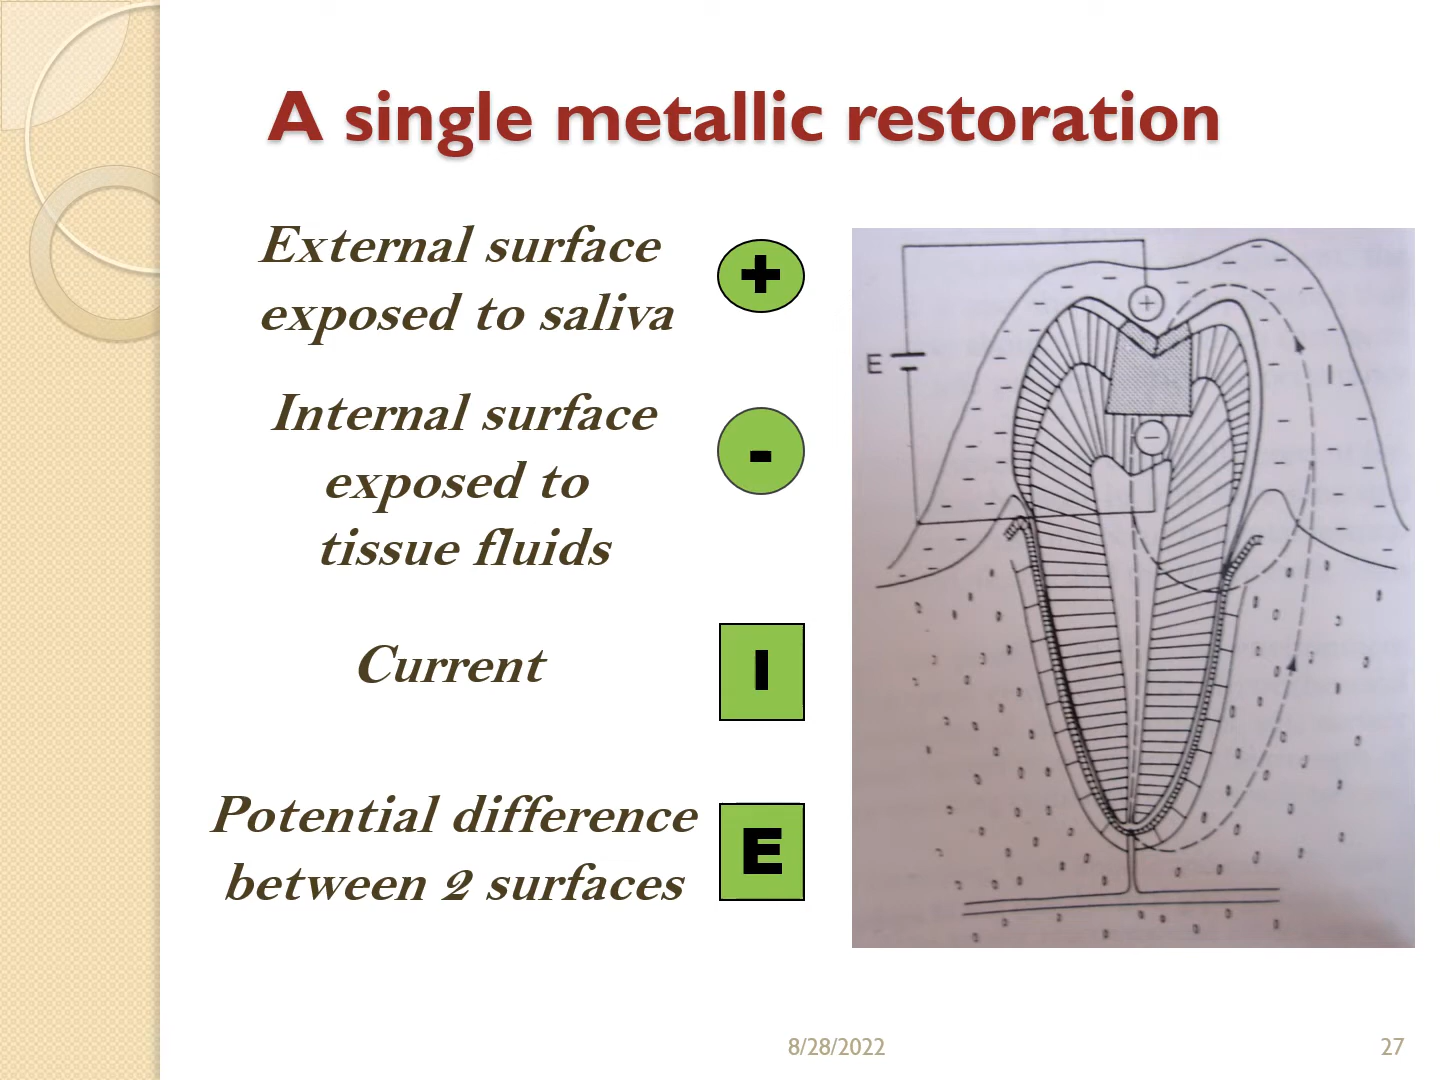 A single metallic restoration
External surface
exposed to saliva
+
Internal surface
exposed to
tissue fluids
-
Current
I
Potential difference
between 2 surfaces
E
+
E
I
−
8/28/2022
27